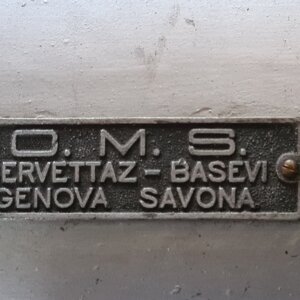 O. M. S.
ERVETTAZ - BASEVI
GENOVA SAVONA